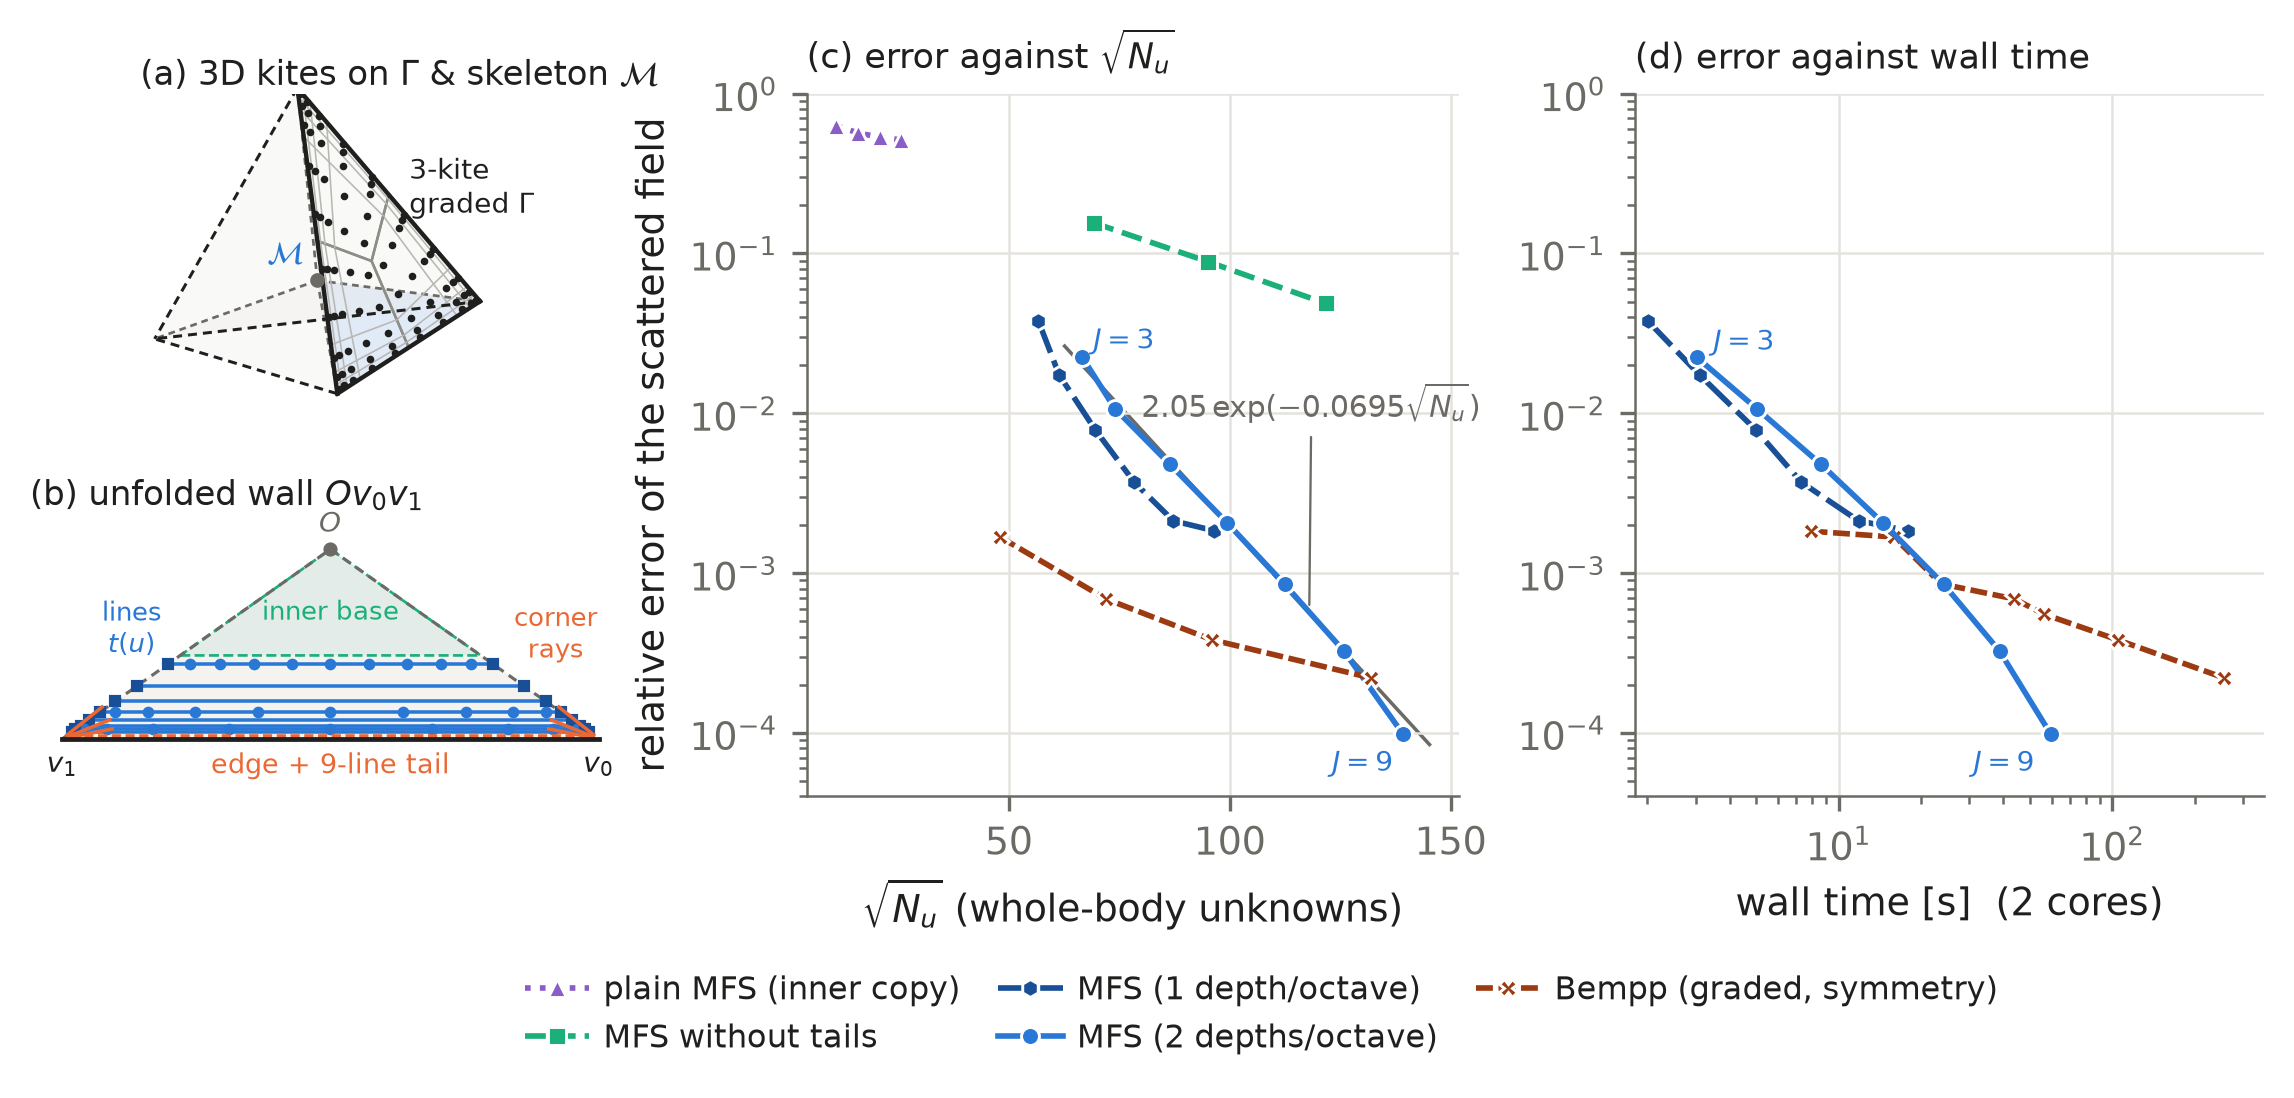 (a) 3D kites on Γ & skeleton ℳ
3-kite
graded Γ
ℳ
(b) unfolded wall Ov₀v₁
O
lines
t(u)
inner base
corner
rays
v₁
edge + 9-line tail
v₀
(c) error against √Nᵤ
relative error of the scattered field
10⁰
10⁻¹
10⁻²
10⁻³
10⁻⁴
J = 3
2.05 exp(−0.0695√Nᵤ)
J = 9
50
100
150
√Nᵤ (whole-body unknowns)
(d) error against wall time
10⁰
10⁻¹
10⁻²
10⁻³
10⁻⁴
J = 3
J = 9
10¹
10²
wall time [s] (2 cores)
plain MFS (inner copy)
MFS without tails
MFS (1 depth/octave)
MFS (2 depths/octave)
Bempp (graded, symmetry)